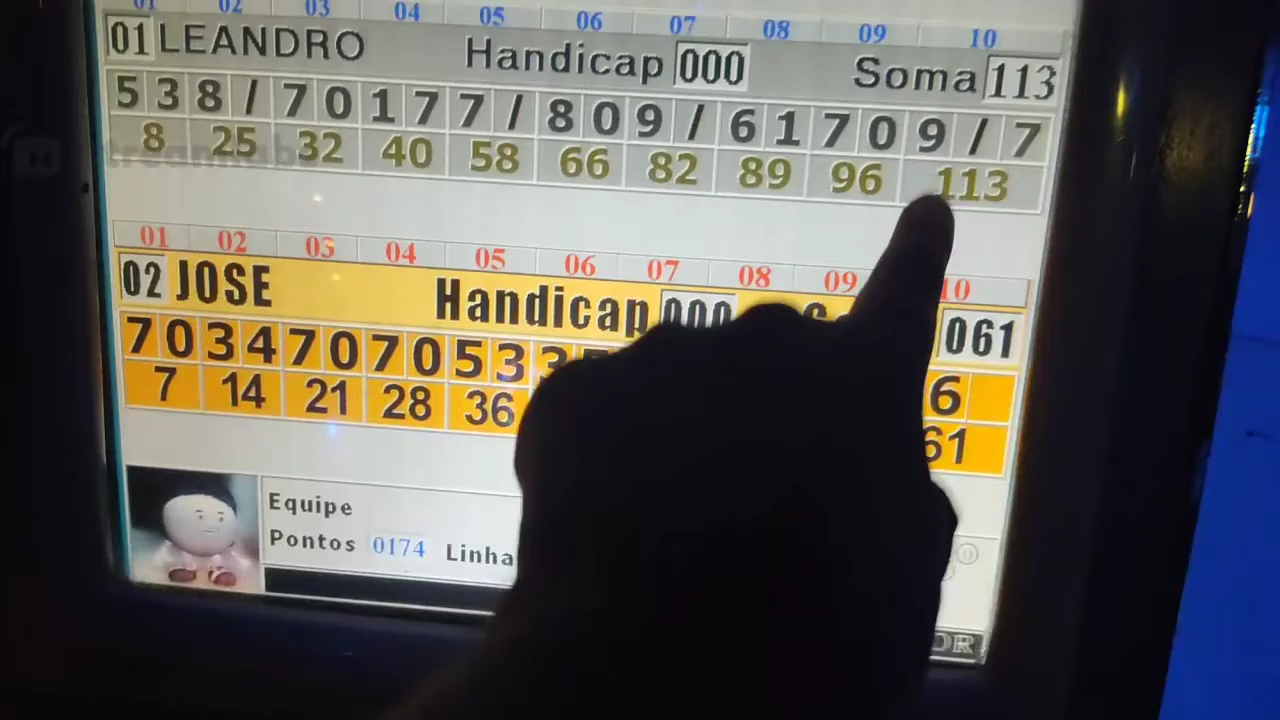 01 02 03 04 05 06 07 08 09 10
01 LEANDRO Handicap 000 Soma 113
5 3 8 / 7 0 1 7 7 / 8 0 9 / 6 1 7 0 9 / 7
8 25 32 40 58 66 82 89 96 113
01 02 03 04 05 06 07 08 09 10
02 JOSE Handicap 000 061
7 0 3 4 7 0 7 0 5 3 3 6
7 14 21 28 36 61
Equipe
Pontos 0174 Linha